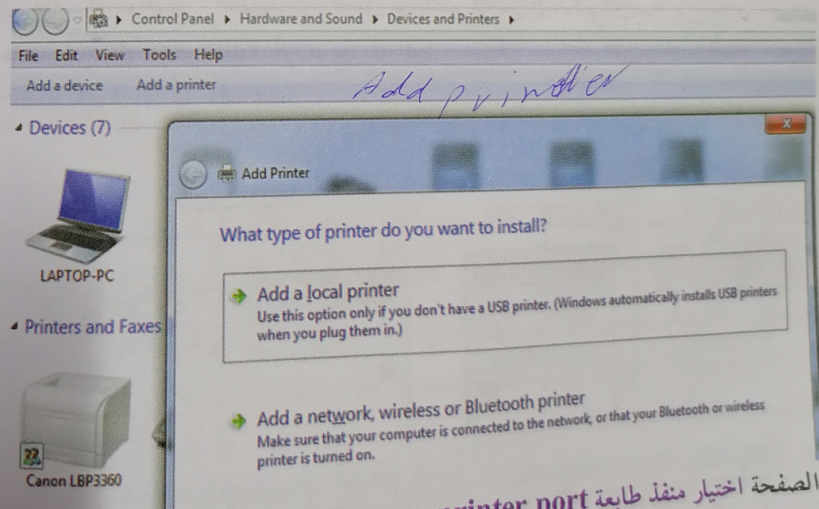 Control Panel ▸ Hardware and Sound ▸ Devices and Printers ▸
File Edit View Tools Help
Add a device Add a printer
Add printer
Devices (7)
LAPTOP-PC
Printers and Faxes
Canon LBP3360
Add Printer
What type of printer do you want to install?
Add a local printer
Use this option only if you don't have a USB printer. (Windows automatically installs USB printers
when you plug them in.)
Add a network, wireless or Bluetooth printer
Make sure that your computer is connected to the network, or that your Bluetooth or wireless
printer is turned on.
الصفحة اختيار منفذ طابعة printer port